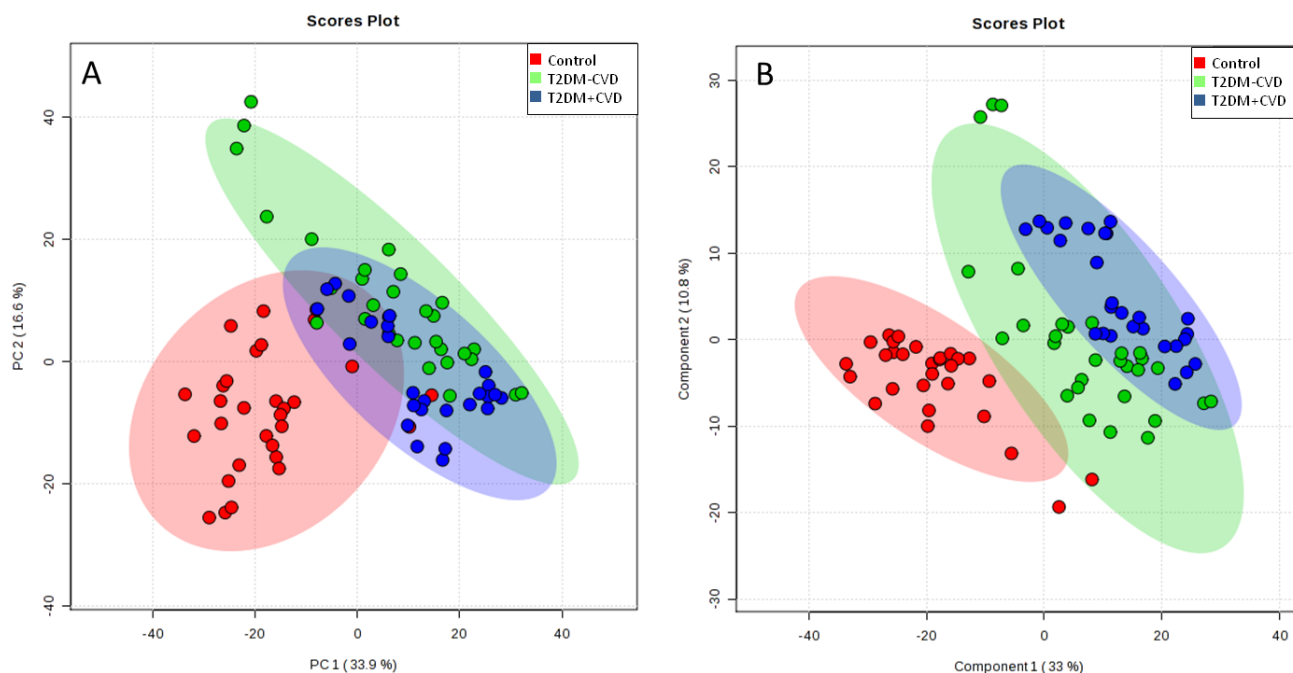 Scores Plot
A
Control
T2DM-CVD
T2DM+CVD
40
20
0
-20
-40
PC 2 ( 16.6 %)
-40
-20
0
20
40
PC 1 ( 33.9 %)
Scores Plot
B
Control
T2DM-CVD
T2DM+CVD
30
20
10
0
-10
-20
-30
Component 2 ( 10.8 %)
-40
-20
0
20
40
Component 1 ( 33 %)